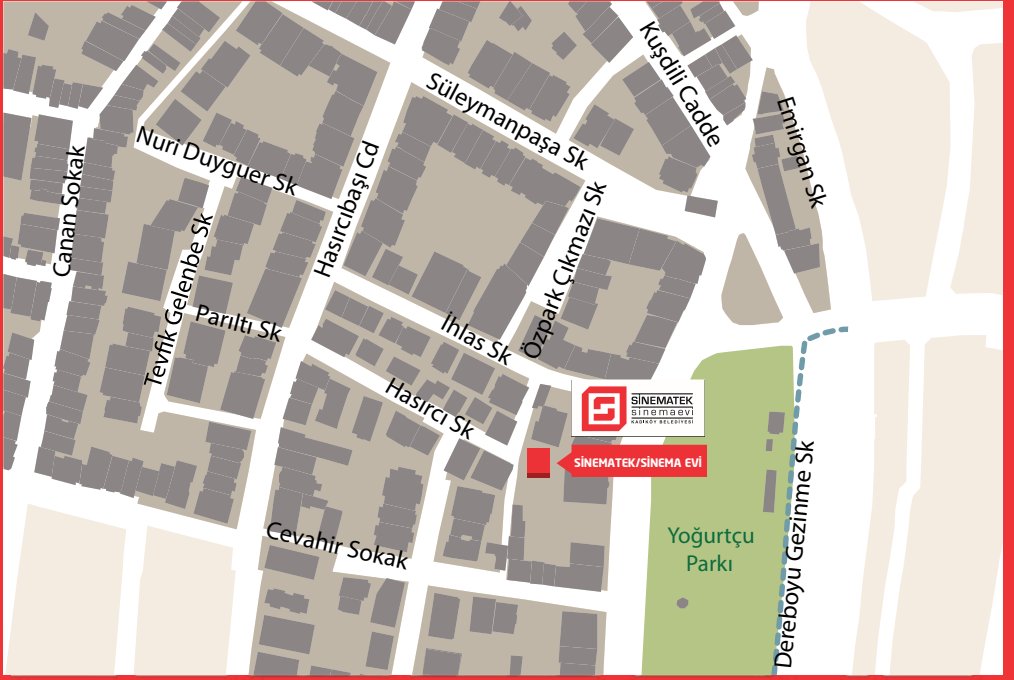 Kuşdili Cadde
Süleymanpaşa Sk
Emirgan Sk
Nuri Duyguer Sk
Canan Sokak
Hasırcıbaşı Cd
Özpark Çıkmazı Sk
Tevfik Gelenbe Sk
Parıltı Sk
İhlas Sk
Hasırcı Sk
SİNEMATEK
sinemaevi
KADIKÖY BELEDİYESİ
SİNEMATEK/SİNEMA EVİ
Cevahir Sokak
Yoğurtçu
Parkı
Dereboyu Gezinme Sk